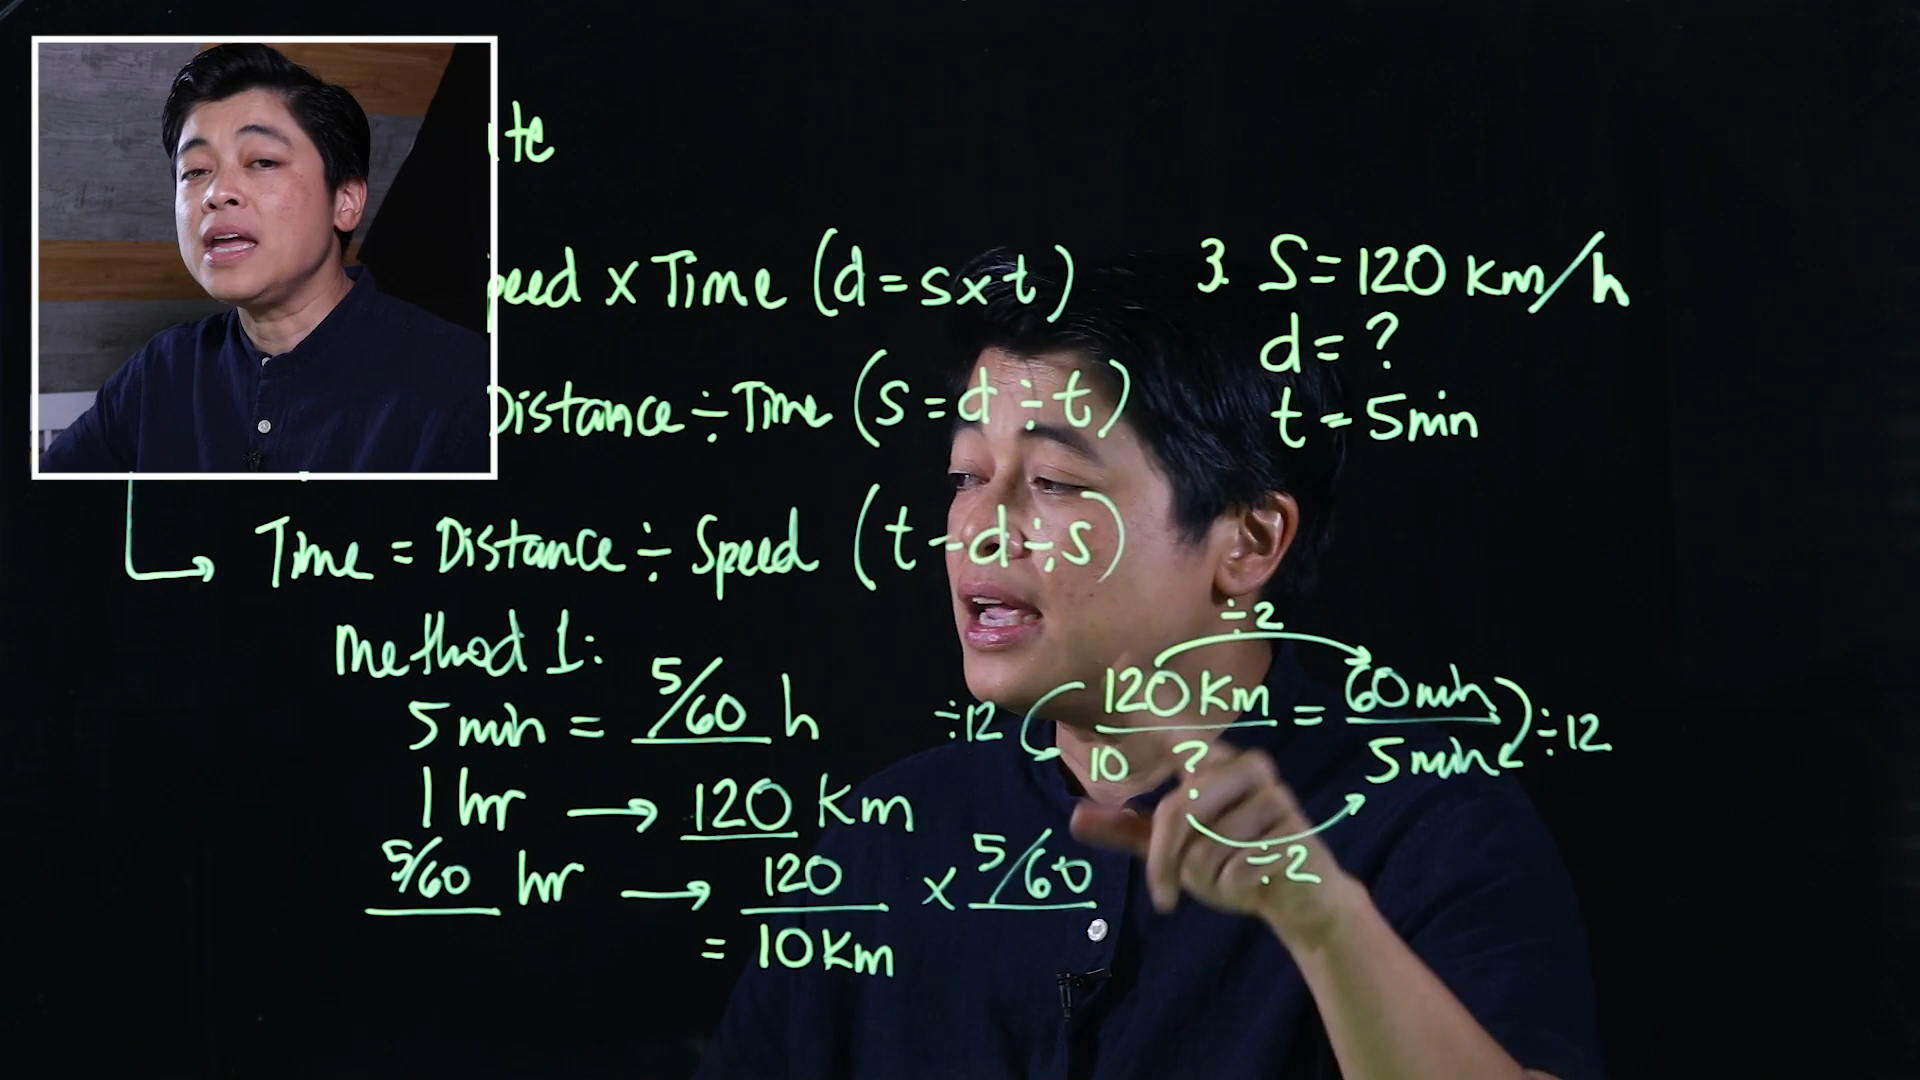 te
peed x Time (d = s x t)
Distance ÷ Time (s = d ÷ t)
Time = Distance ÷ Speed (t - d ÷ s)
3. S = 120 km/h
d = ?
t = 5min
Method 1:
5 min = 5/60 h
1 hr → 120 Km
5/60 hr → 120 x 5/60
= 10 Km
÷2
÷12 120 Km = 60 min ÷12
10 ? 5 min
÷2